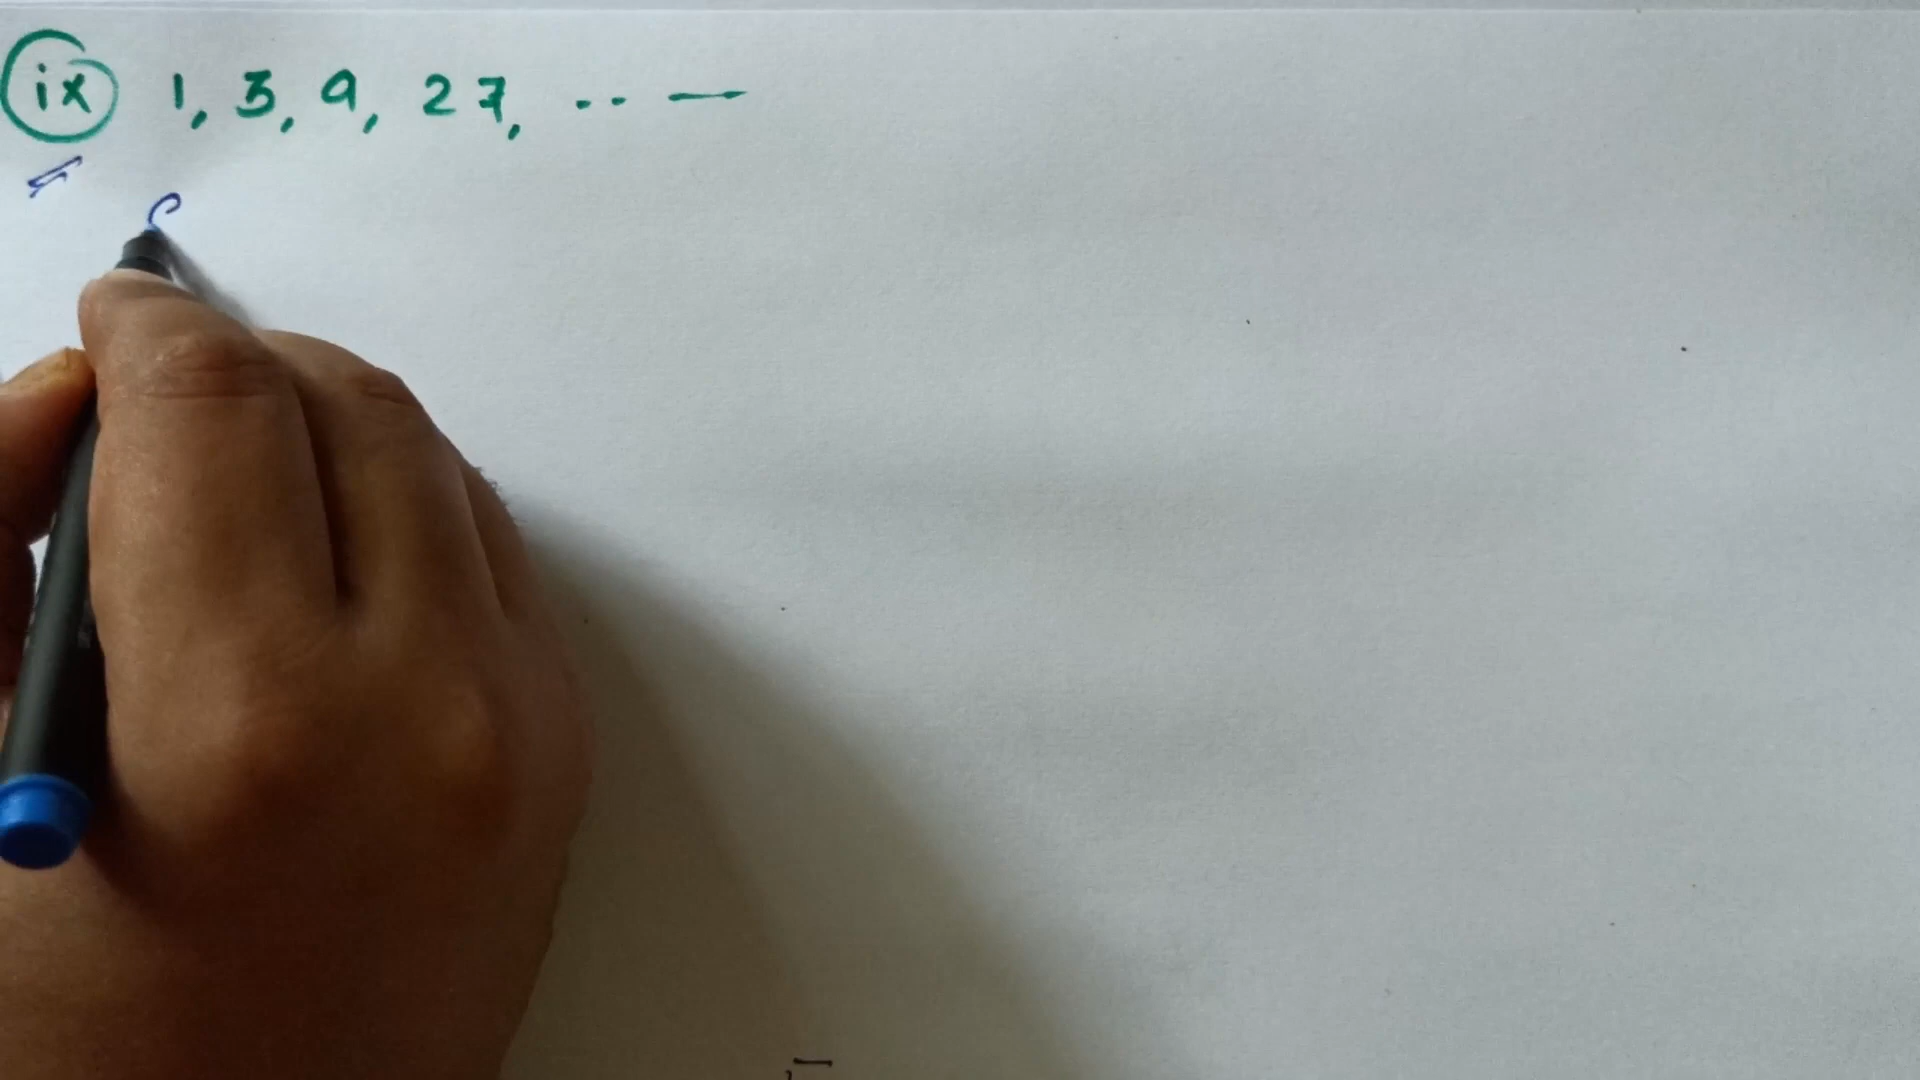 ix 1, 3, 9, 27, .. —